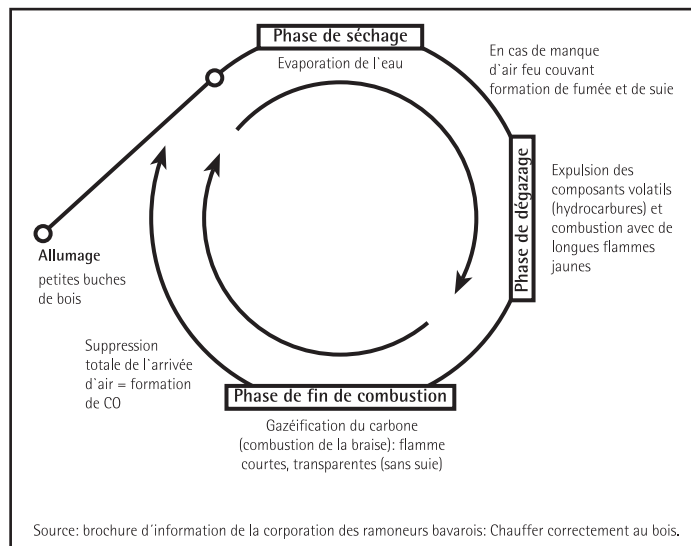 Phase de séchage
Evaporation de l`eau
En cas de manque
d`air feu couvant
formation de fumée et de suie
Phase de dégazage
Expulsion des
composants volatils
(hydrocarbures) et
combustion avec de
longues flammes
jaunes
Allumage
petites buches
de bois
Suppression
totale de l`arrivée
d`air = formation
de CO
Phase de fin de combustion
Gazéification du carbone
(combustion de la braise): flamme
courtes, transparentes (sans suie)
Source: brochure d´information de la corporation des ramoneurs bavarois: Chauffer correctement au bois.